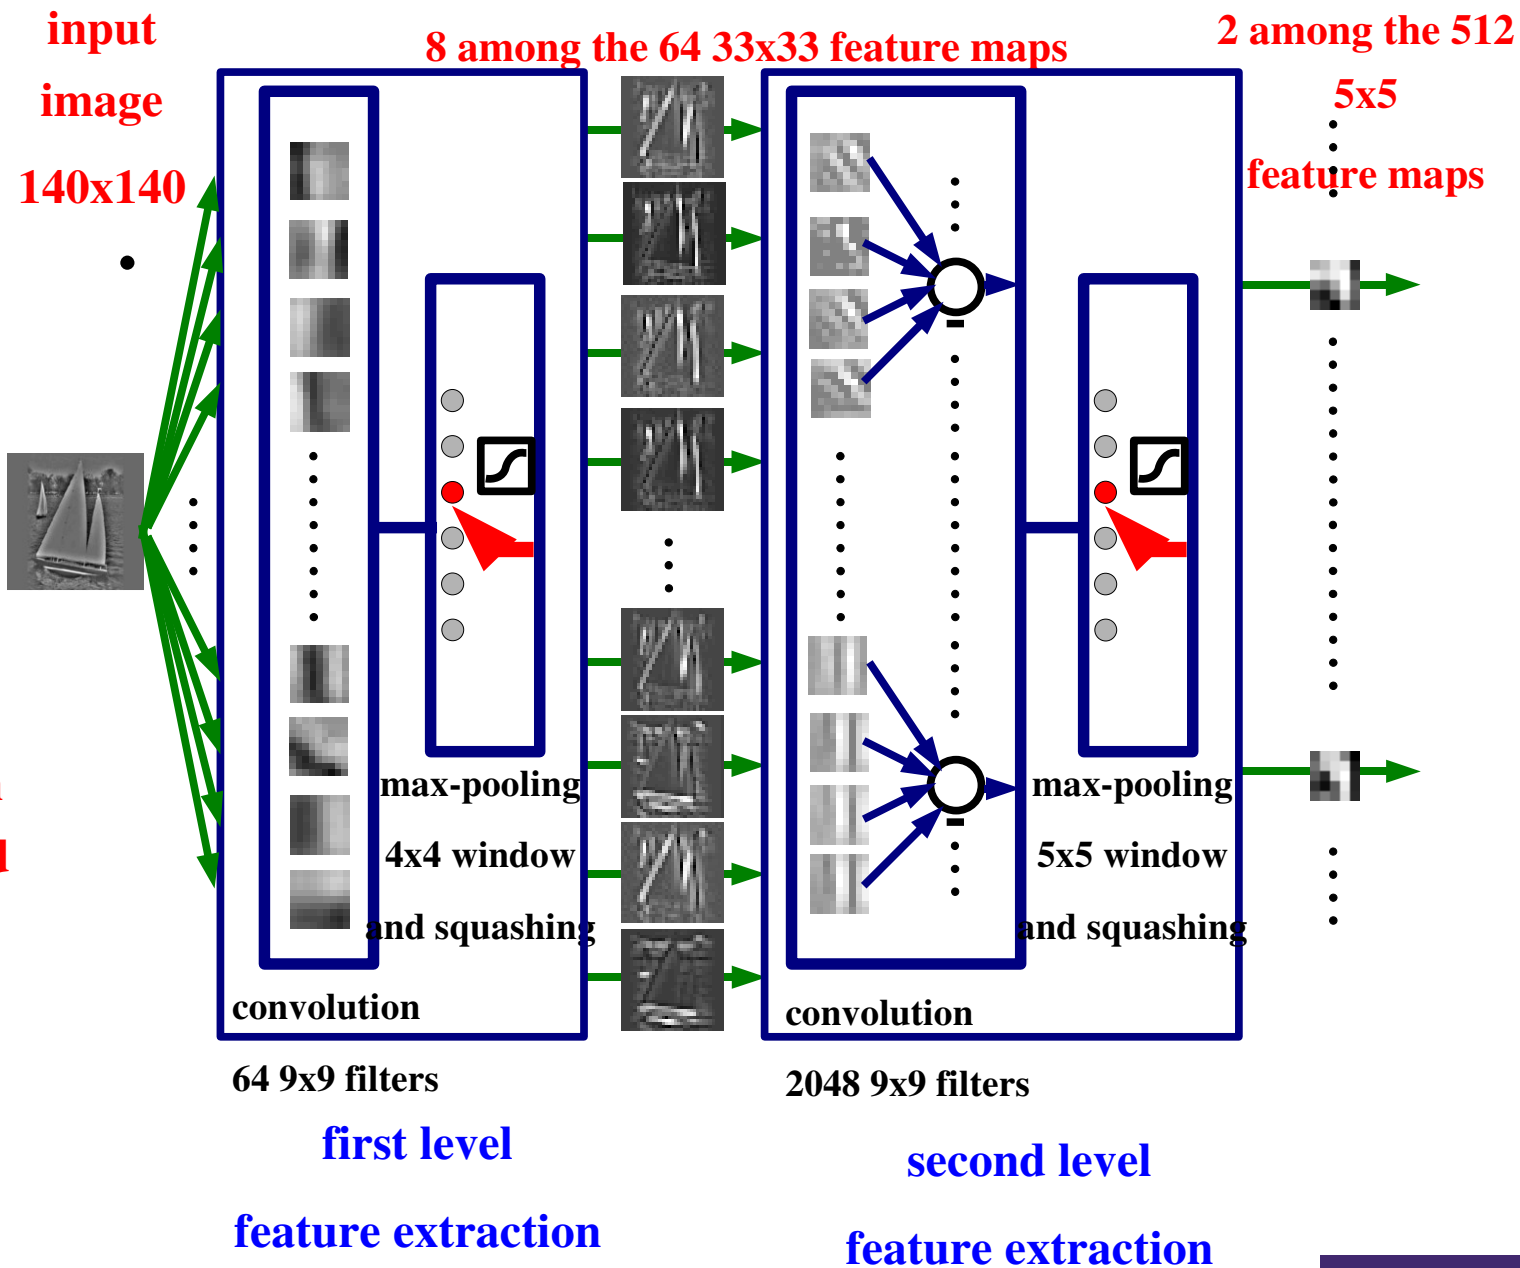 input
image
140x140
•
8 among the 64 33x33 feature maps
2 among the 512
5x5
feature maps
max-pooling
4x4 window
and squashing
convolution
64 9x9 filters
first level
feature extraction
max-pooling
5x5 window
and squashing
convolution
2048 9x9 filters
second level
feature extraction